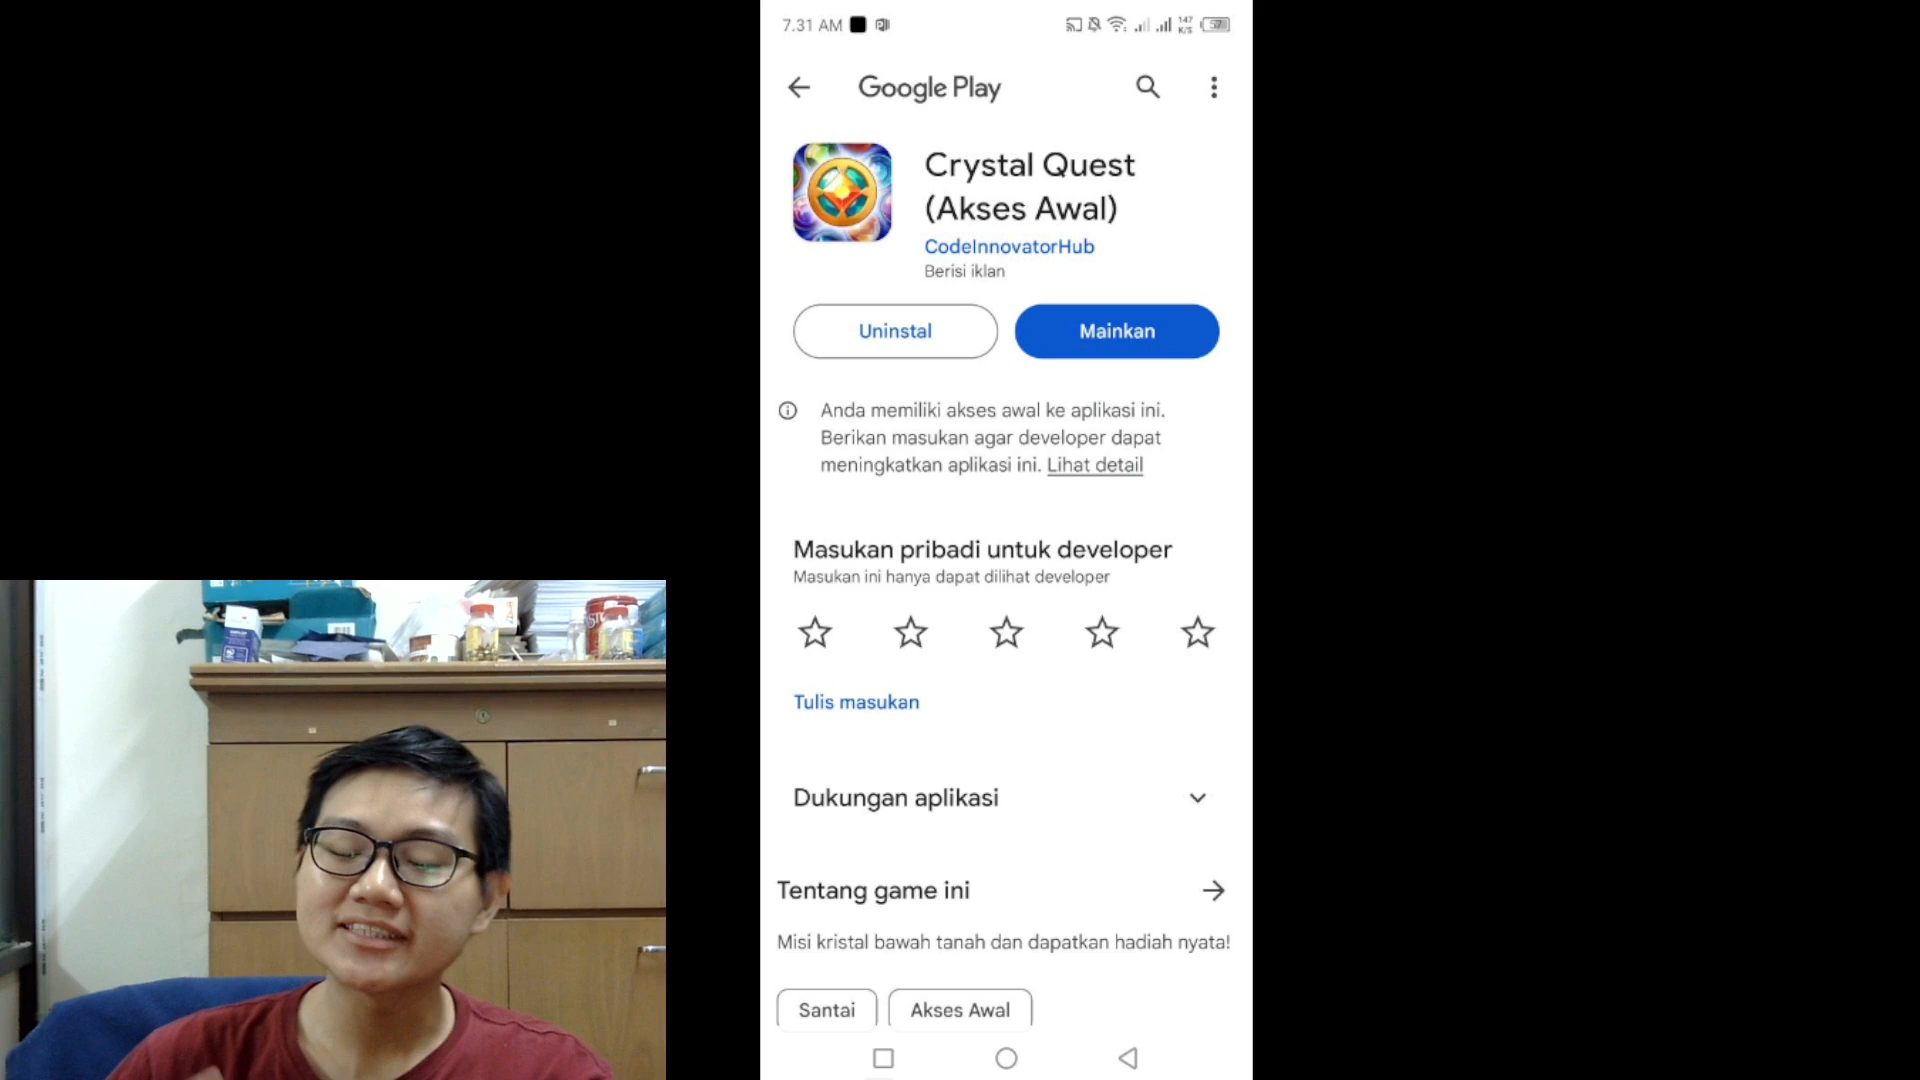 7.31 AM
147
K/S
57
Google Play
Crystal Quest
(Akses Awal)
CodeInnovatorHub
Berisi iklan
Uninstal
Mainkan
Anda memiliki akses awal ke aplikasi ini.
Berikan masukan agar developer dapat
meningkatkan aplikasi ini. Lihat detail
Masukan pribadi untuk developer
Masukan ini hanya dapat dilihat developer
Tulis masukan
Dukungan aplikasi
Tentang game ini
Misi kristal bawah tanah dan dapatkan hadiah nyata!
Santai
Akses Awal